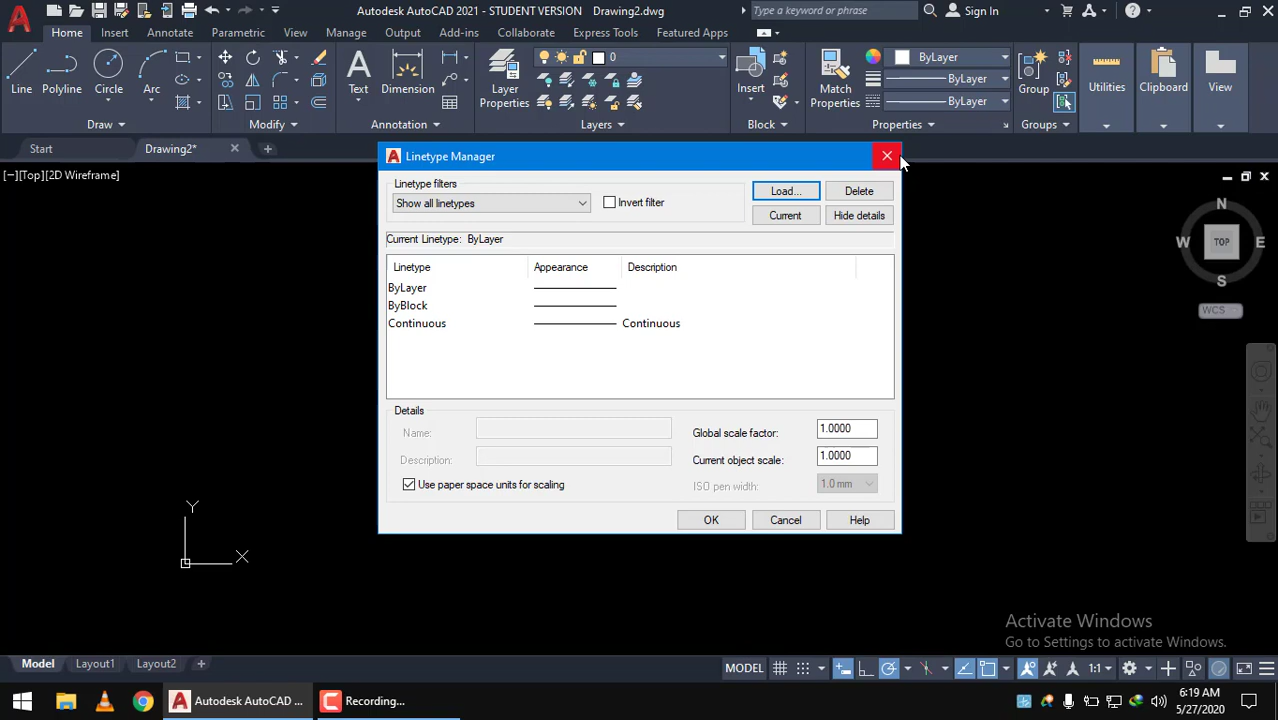 Autodesk AutoCAD 2021 - STUDENT VERSION Drawing2.dwg
Type a keyword or phrase
Sign In
Home Insert Annotate Parametric View Manage Output Add-ins Collaborate Express Tools Featured Apps
Line Polyline Circle Arc
Text Dimension
Layer Properties
0
Insert
Match Properties
ByLayer
ByLayer
ByLayer
Group
Utilities
Clipboard
View
Draw Modify Annotation Layers Block Properties Groups
Start Drawing2*
[−][Top][2D Wireframe]
Linetype Manager
Linetype filters
Show all linetypes
Invert filter
Load...
Delete
Current
Hide details
Current Linetype: ByLayer
Linetype Appearance Description
ByLayer
ByBlock
Continuous Continuous
Details
Name:
Description:
Use paper space units for scaling
Global scale factor: 1.0000
Current object scale: 1.0000
ISO pen width: 1.0 mm
OK Cancel Help
N
W TOP E
S
WCS
Y
X
Activate Windows
Go to Settings to activate Windows.
Model Layout1 Layout2
MODEL
1:1
Autodesk AutoCAD ...
Recording...
6:19 AM
5/27/2020